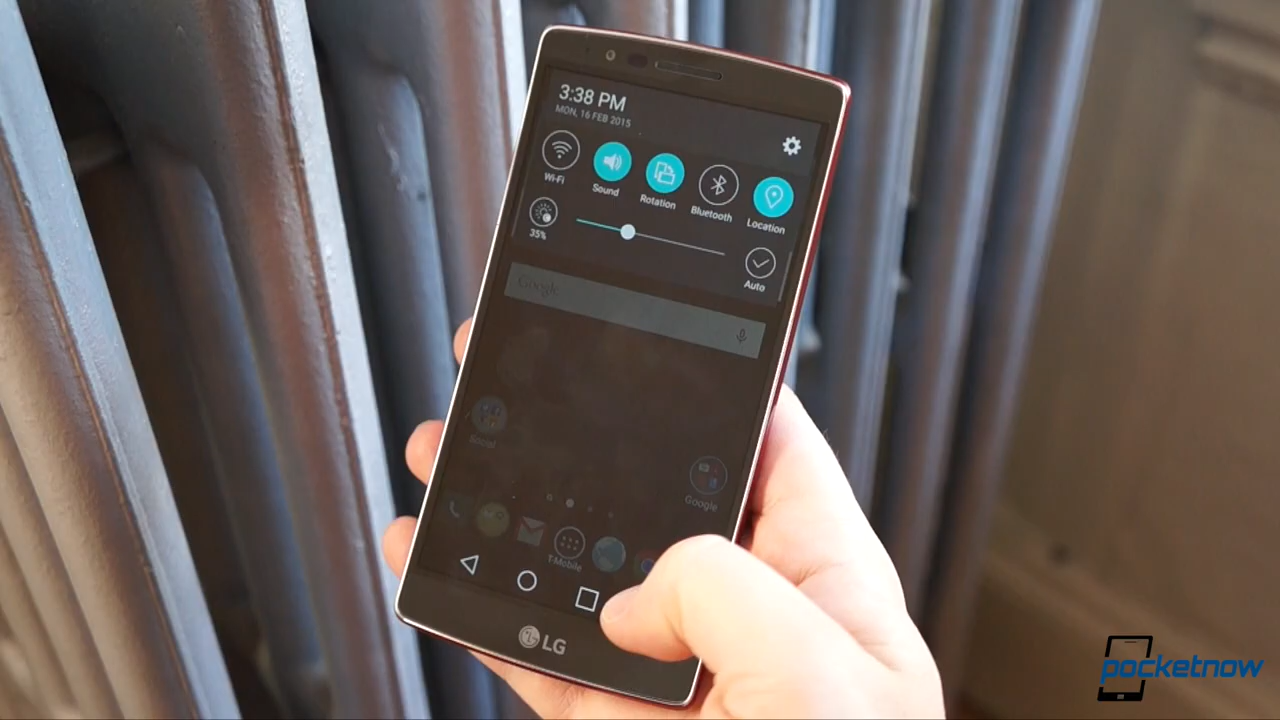 3:38 PM
MON, 16 FEB 2015
Wi-Fi
Sound
Rotation
Bluetooth
Location
35%
Auto
Google
Social
Google
T-Mobile
LG
pocketnow